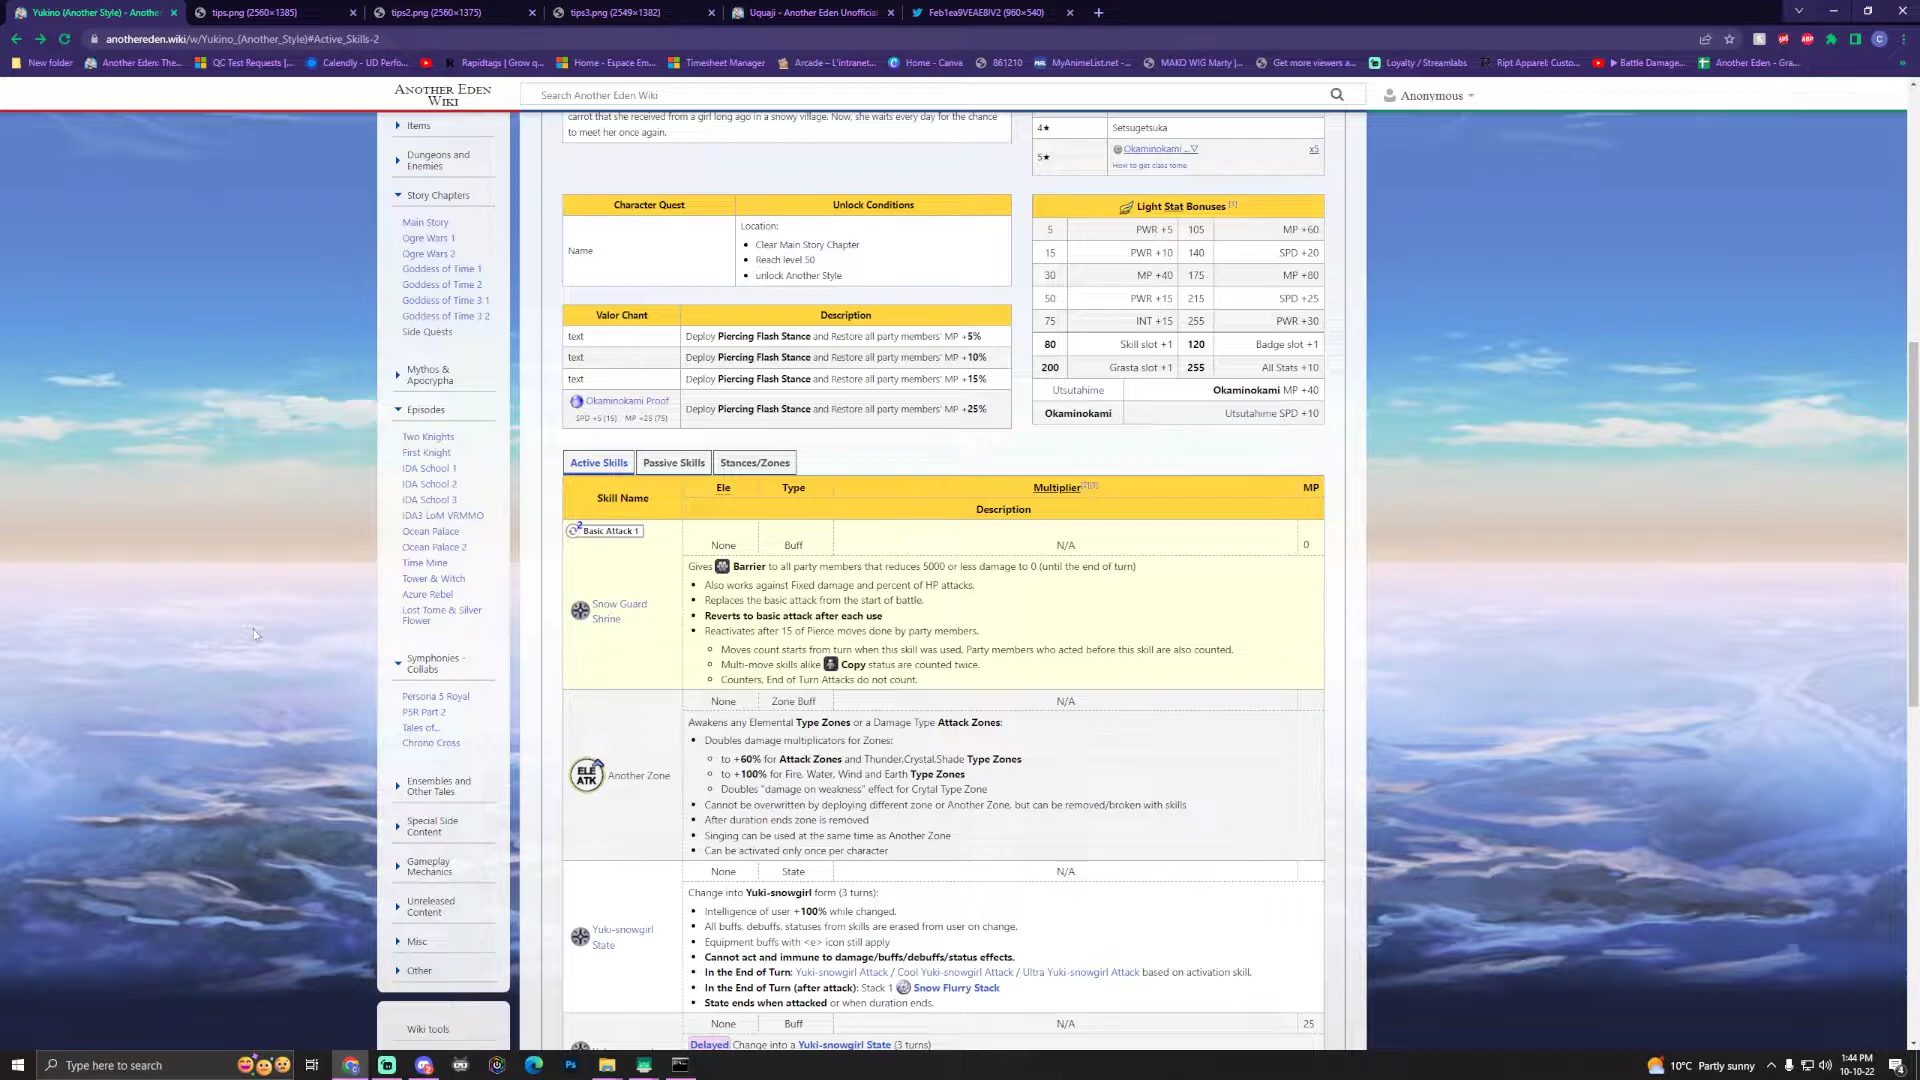 Yukino (Another Style) - Anothe
tips.png (2560×1385)
tips2.png (2560×1375)
tips3.png (2549×1382)
Uquaji - Another Eden Unofficial
Feb1ea9VEAE8IV2 (960×540)
anothereden.wiki/w/Yukino_(Another_Style)#Active_Skills-2
New folder
Another Eden: The...
QC Test Requests [...
Calendly - UD Perfo...
Rapidtags | Grow q...
Home - Espace Em...
Timesheet Manager
Arcade – L'intranet...
Home - Canva
861210
MyAnimeList.net -...
MAKO WIG Marty |...
Get more viewers a...
Loyalty / Streamlabs
Ript Apparel: Custo...
Battle Damage...
Another Eden - Gra...
ANOTHER EDEN
WIKI
Search Another Eden Wiki
Anonymous
Items
Dungeons and
Enemies
Story Chapters
Main Story
Ogre Wars 1
Ogre Wars 2
Goddess of Time 1
Goddess of Time 2
Goddess of Time 3 1
Goddess of Time 3 2
Side Quests
Mythos &
Apocrypha
Episodes
Two Knights
First Knight
IDA School 1
IDA School 2
IDA School 3
IDA3 LoM VRMMO
Ocean Palace
Ocean Palace 2
Time Mine
Tower & Witch
Azure Rebel
Lost Tome & Silver
Flower
Symphonies -
Collabs
Persona 5 Royal
P5R Part 2
Tales of...
Chrono Cross
Ensembles and
Other Tales
Special Side
Content
Gameplay
Mechanics
Unreleased
Content
Misc
Other
Wiki tools
carrot that she received from a girl long ago in a snowy village. Now, she waits every day for the chance
to meet her once again.
4★ Setsugetsuka
5★ Okaminokami ...▽ x5
How to get class tome
Character Quest Unlock Conditions
Name
Location:
Clear Main Story Chapter
Reach level 50
unlock Another Style
Valor Chant Description
text Deploy Piercing Flash Stance and Restore all party members' MP +5%
text Deploy Piercing Flash Stance and Restore all party members' MP +10%
text Deploy Piercing Flash Stance and Restore all party members' MP +15%
Okaminokami Proof
SPD +5 (15) MP +25 (75)
Deploy Piercing Flash Stance and Restore all party members' MP +25%
Light Stat Bonuses [1]
5 PWR +5 105 MP +60
15 PWR +10 140 SPD +20
30 MP +40 175 MP +80
50 PWR +15 215 SPD +25
75 INT +15 255 PWR +30
80 Skill slot +1 120 Badge slot +1
200 Grasta slot +1 255 All Stats +10
Utsutahime Okaminokami MP +40
Okaminokami Utsutahime SPD +10
Active Skills Passive Skills Stances/Zones
Skill Name Ele Type Multiplier[2][3] MP
Description
2 Basic Attack 1
None Buff N/A 0
Snow Guard
Shrine
Gives Barrier to all party members that reduces 5000 or less damage to 0 (until the end of turn)
Also works against Fixed damage and percent of HP attacks.
Replaces the basic attack from the start of battle.
Reverts to basic attack after each use
Reactivates after 15 of Pierce moves done by party members.
Moves count starts from turn when this skill was used. Party members who acted before this skill are also counted.
Multi-move skills alike Copy status are counted twice.
Counters, End of Turn Attacks do not count.
None Zone Buff N/A
ELE
ATK
Another Zone
Awakens any Elemental Type Zones or a Damage Type Attack Zones:
Doubles damage multiplicators for Zones:
to +60% for Attack Zones and Thunder,Crystal,Shade Type Zones
to +100% for Fire, Water, Wind and Earth Type Zones
Doubles "damage on weakness" effect for Crytal Type Zone
Cannot be overwritten by deploying different zone or Another Zone, but can be removed/broken with skills
After duration ends zone is removed
Singing can be used at the same time as Another Zone
Can be activated only once per character
None State N/A
Yuki-snowgirl
State
Change into Yuki-snowgirl form (3 turns):
Intelligence of user +100% while changed.
All buffs, debuffs, statuses from skills are erased from user on change.
Equipment buffs with <e> icon still apply
Cannot act and immune to damage/buffs/debuffs/status effects.
In the End of Turn: Yuki-snowgirl Attack / Cool Yuki-snowgirl Attack / Ultra Yuki-snowgirl Attack based on activation skill.
In the End of Turn (after attack): Stack 1 Snow Flurry Stack
State ends when attacked or when duration ends.
None Buff N/A 25
Delayed Change into a Yuki-snowgirl State (3 turns)
Type here to search
10°C Partly sunny
1:44 PM
10-10-22
4